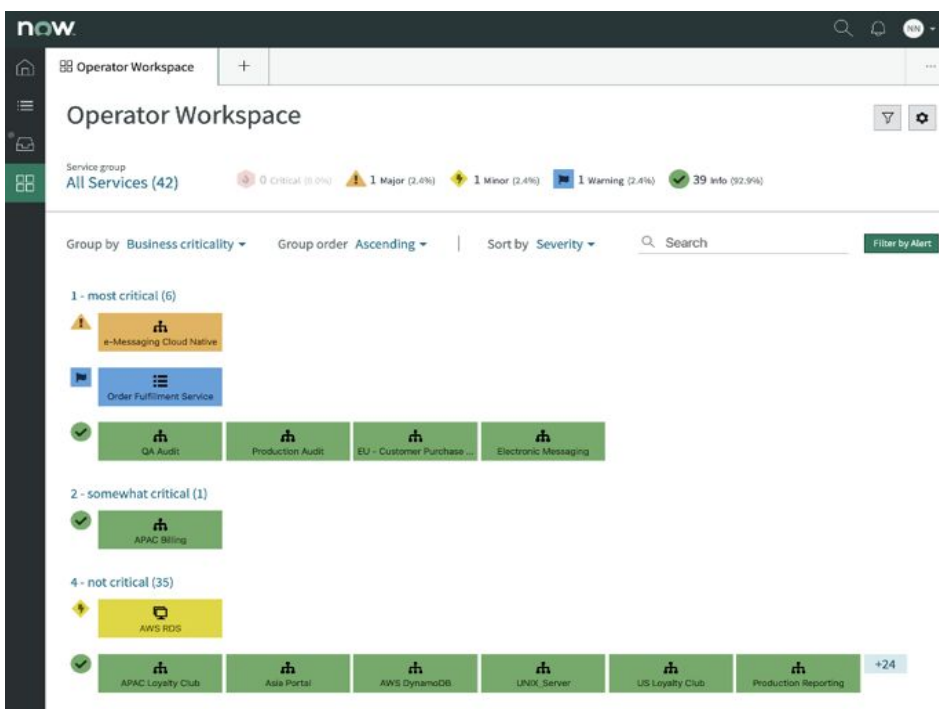 now
NN
Operator Workspace
+
...
Operator Workspace
Service group
All Services (42)
0 Critical (0.0%)
1 Major (2.4%)
1 Minor (2.4%)
1 Warning (2.4%)
39 Info (92.9%)
Group by Business criticality
Group order Ascending
Sort by Severity
Search
Filter by Alert
1 - most critical (6)
e-Messaging Cloud Native
Order Fulfillment Service
QA Audit
Production Audit
EU - Customer Purchase ...
Electronic Messaging
2 - somewhat critical (1)
APAC Billing
4 - not critical (35)
AWS RDS
APAC Loyalty Club
Asia Portal
AWS DynamoDB
UNIX_Server
US Loyalty Club
Production Reporting
+24